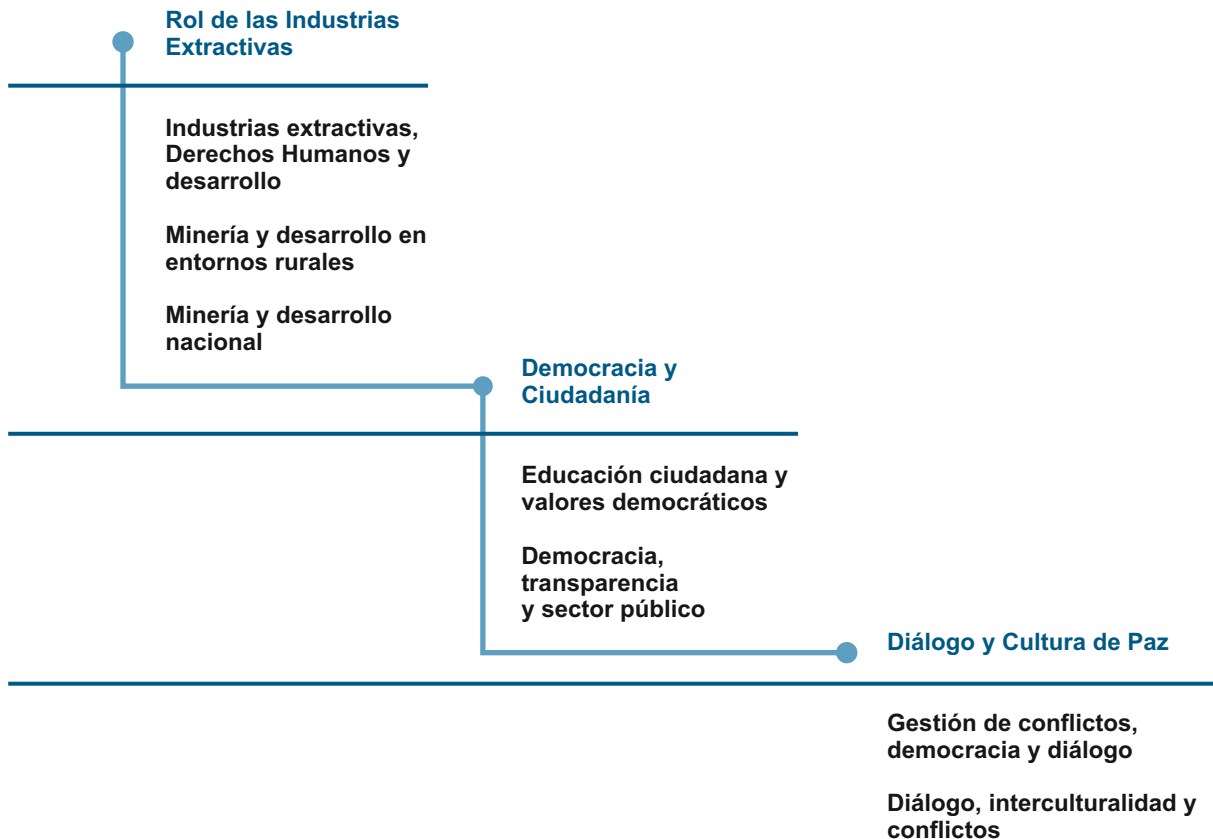 Rol de las Industrias
Extractivas
Industrias extractivas,
Derechos Humanos y
desarrollo
Minería y desarrollo en
entornos rurales
Minería y desarrollo
nacional
Democracia y
Ciudadanía
Educación ciudadana y
valores democráticos
Democracia,
transparencia
y sector público
Diálogo y Cultura de Paz
Gestión de conflictos,
democracia y diálogo
Diálogo, interculturalidad y
conflictos